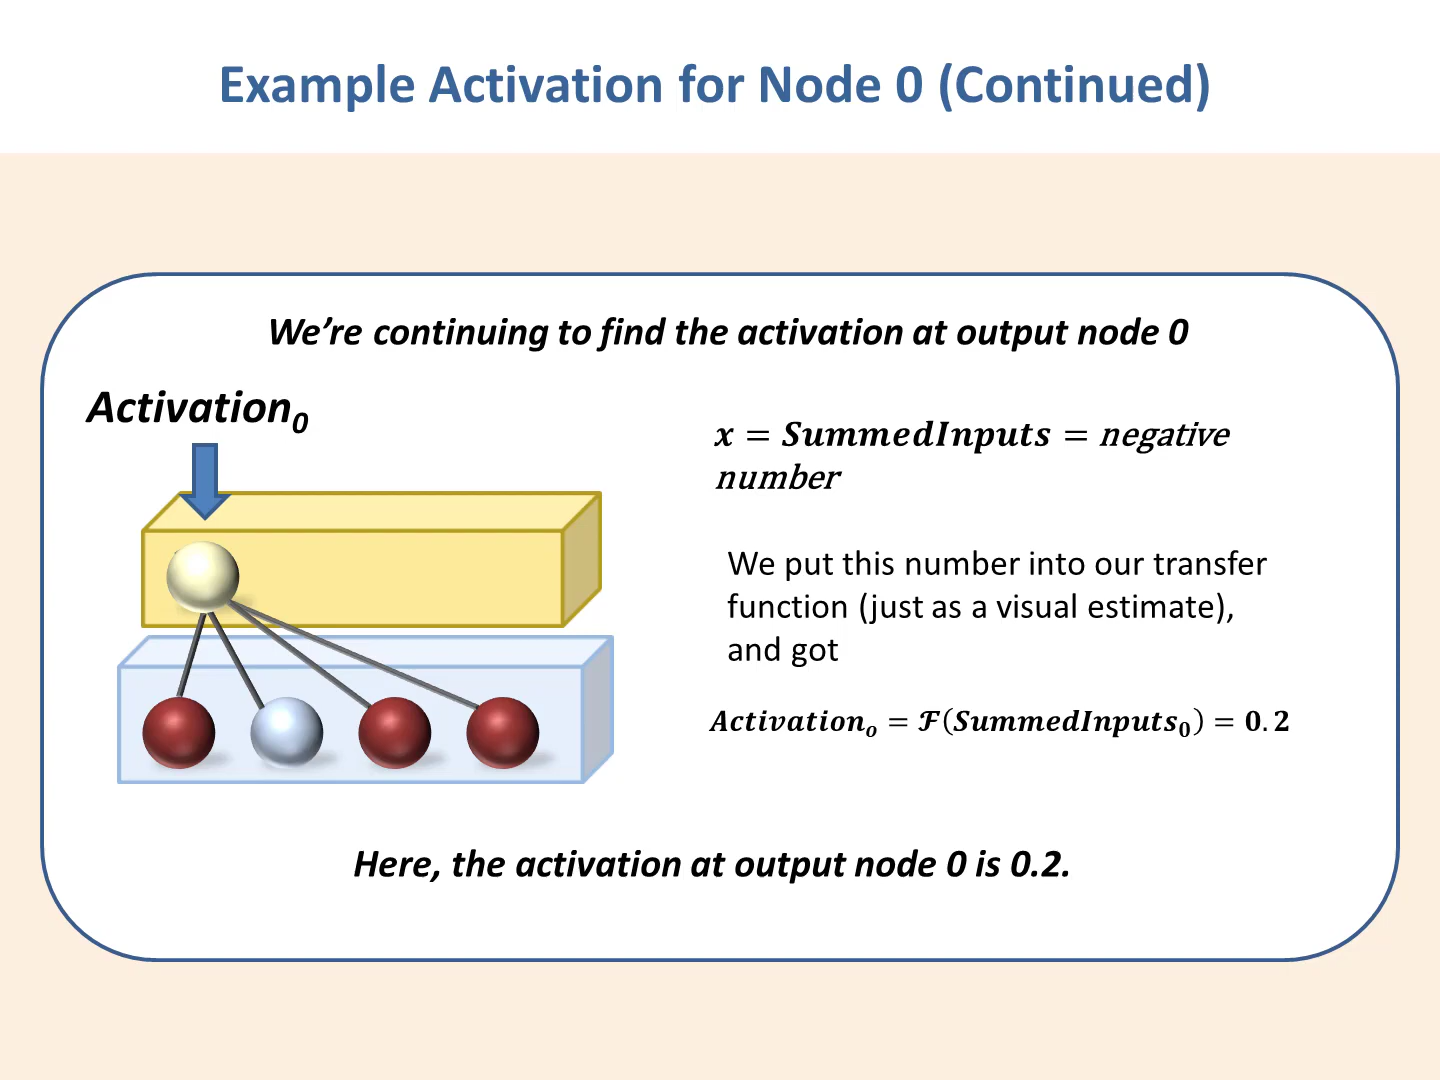 Example Activation for Node 0 (Continued)
We’re continuing to find the activation at output node 0
Activation₀
x = SummedInputs = negative
number
We put this number into our transfer
function (just as a visual estimate),
and got
Activationₒ = ℱ(SummedInputs₀) = 0.2
Here, the activation at output node 0 is 0.2.